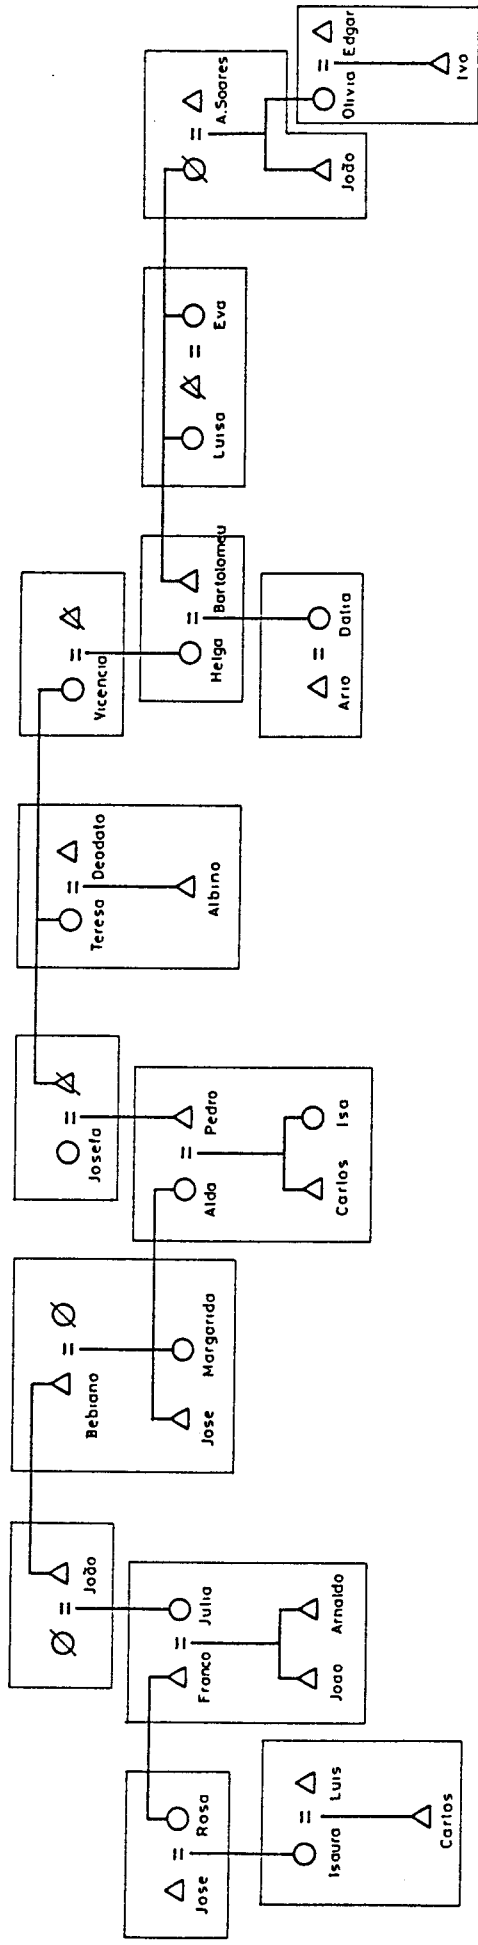 João
Bebiano
Josefa
Teresa = Deodato
Vicencia
Jose = Rosa
Franco = Julia
Jose
Margarida
Alda = Pedro
Albino
Helga = Bartolomeu
Luisa
Eva
A.Soares
Isaura = Luis
Joao
Arnaldo
Carlos
Isa
Ario = Dalia
João
Olivia = Edgar
Carlos
Ivo